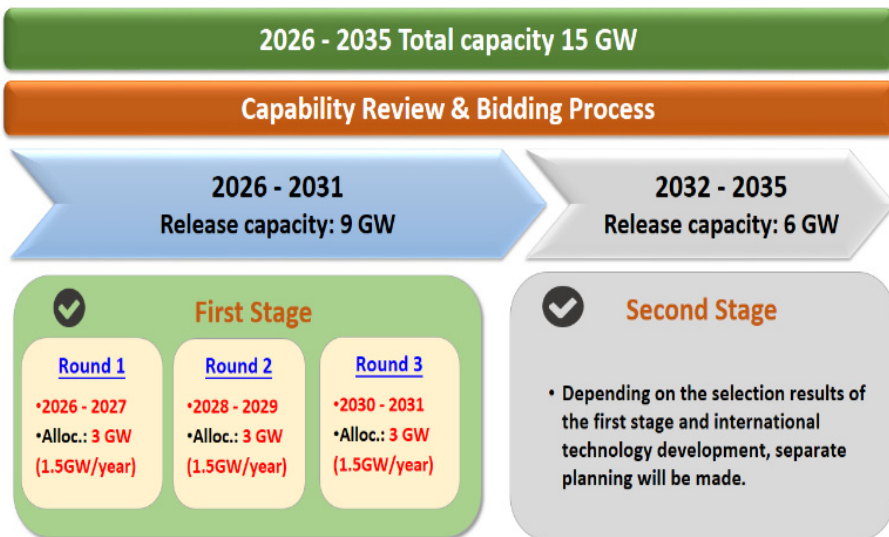 2026 - 2035 Total capacity 15 GW
Capability Review & Bidding Process
2026 - 2031
Release capacity: 9 GW
2032 - 2035
Release capacity: 6 GW
First Stage
Round 1
•2026 - 2027
•Alloc.: 3 GW
(1.5GW/year)
Round 2
•2028 - 2029
•Alloc.: 3 GW
(1.5GW/year)
Round 3
•2030 - 2031
•Alloc.: 3 GW
(1.5GW/year)
Second Stage
• Depending on the selection results of
the first stage and international
technology development, separate
planning will be made.